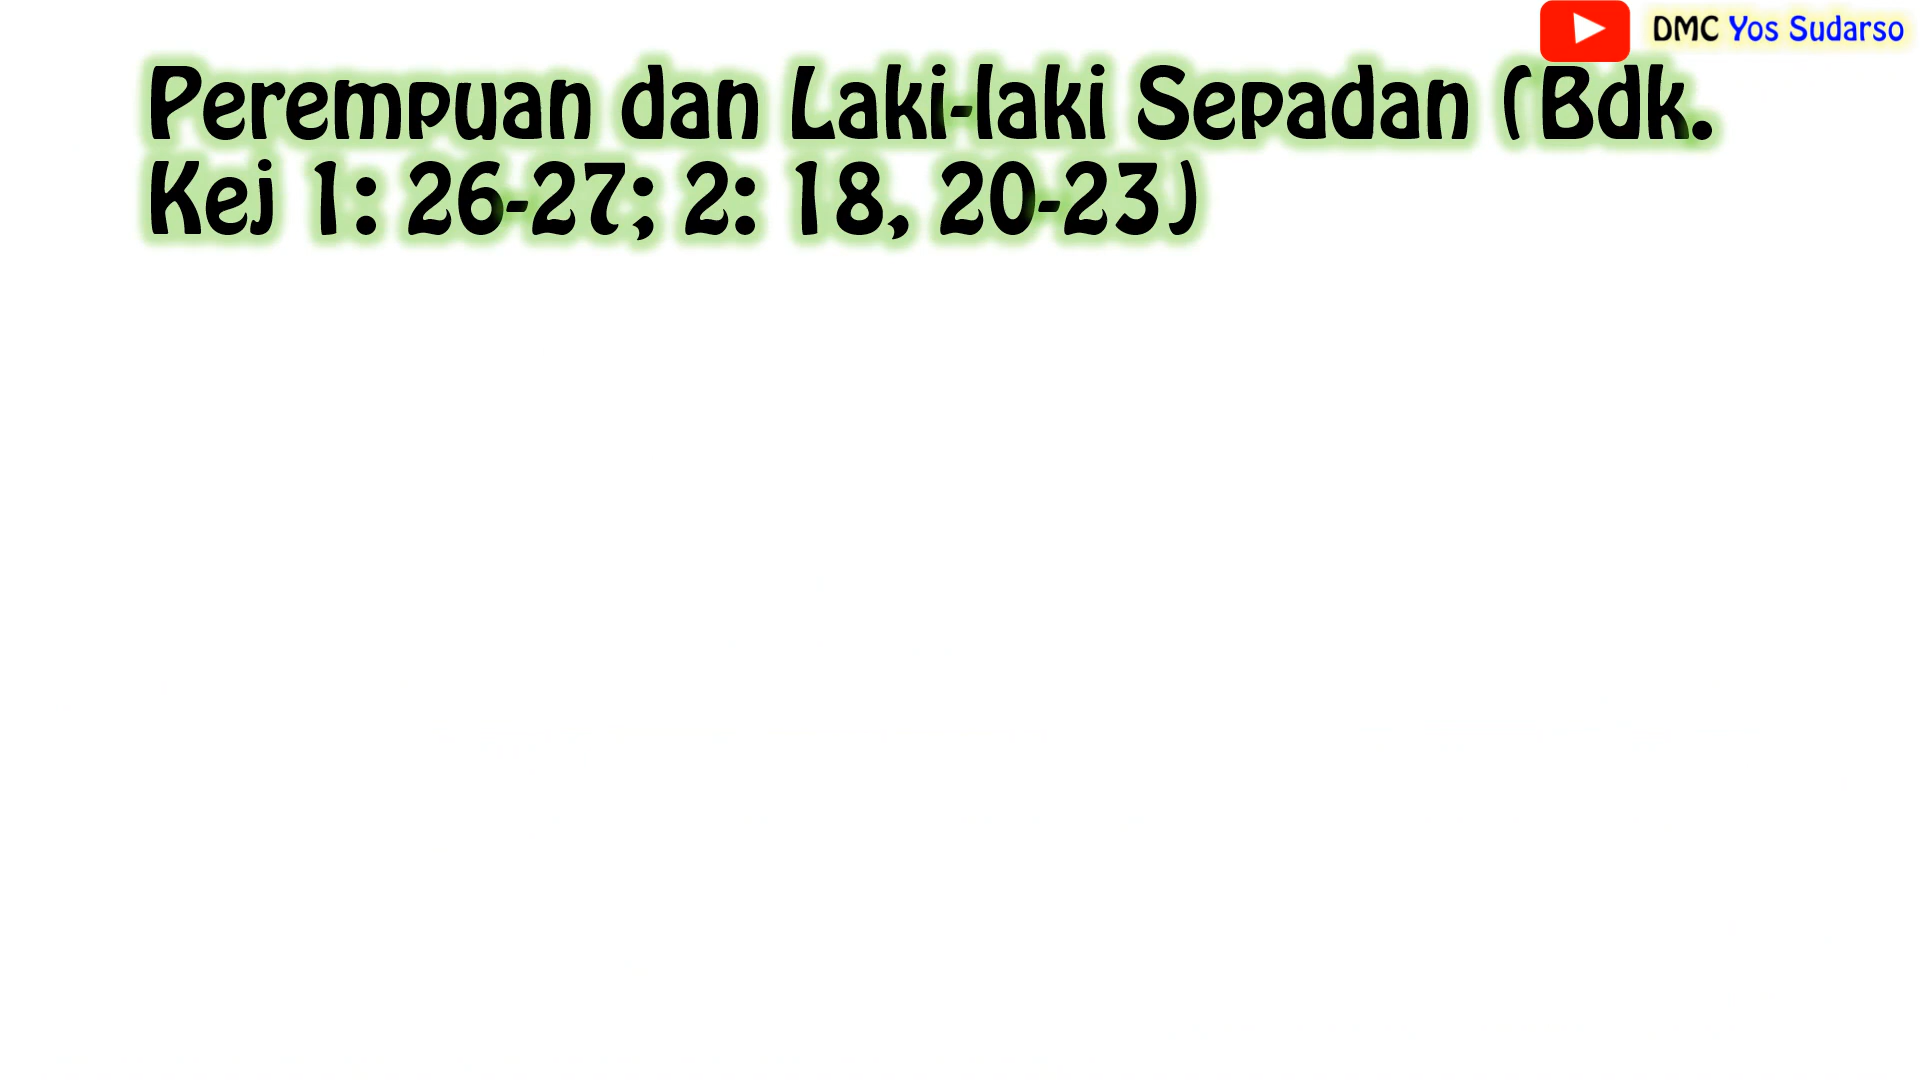 DMC Yos Sudarso
Perempuan dan Laki-laki Sepadan (Bdk.
Kej 1: 26-27; 2: 18, 20-23)